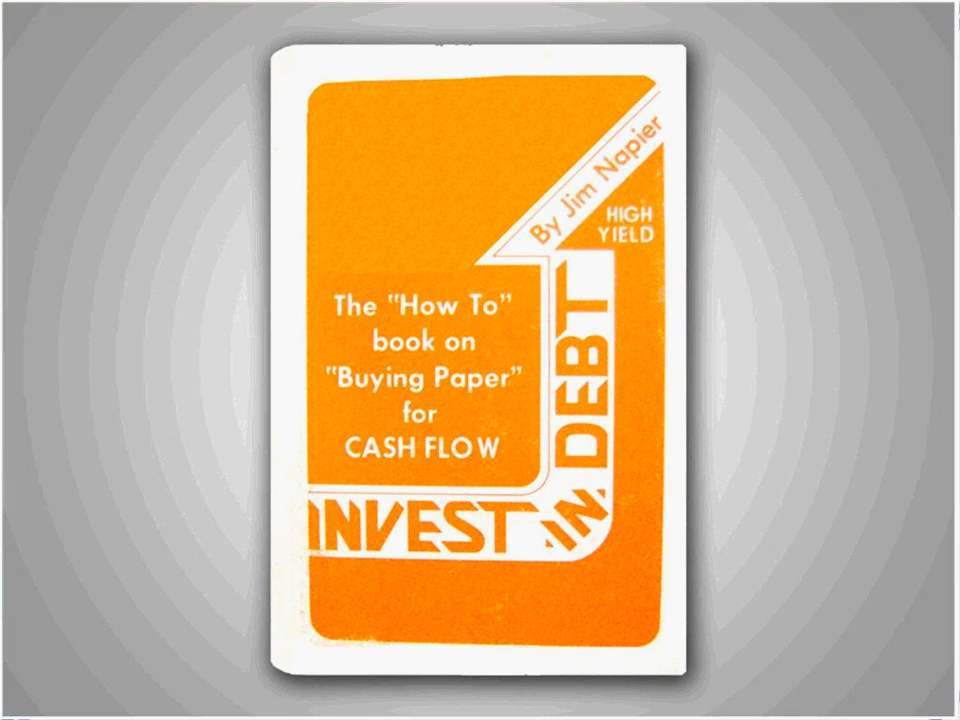 By Jim Napier
HIGH
YIELD
The "How To"
book on
"Buying Paper"
for
CASH FLOW
INVEST IN DEBT